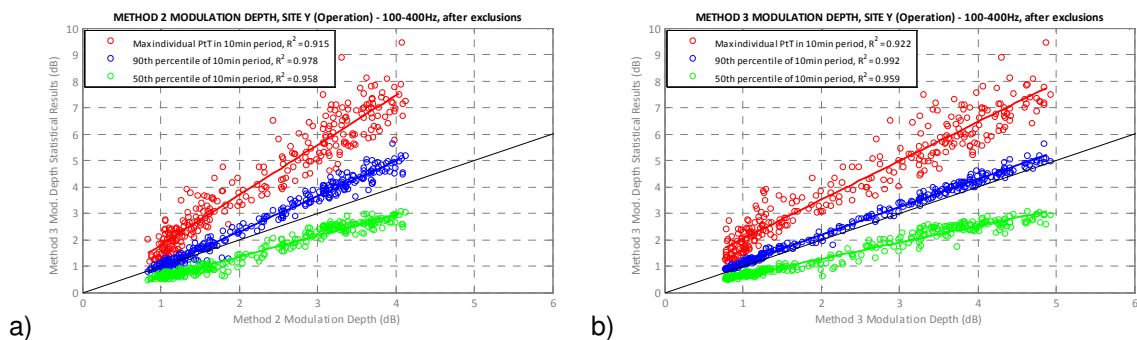 METHOD 2 MODULATION DEPTH, SITE Y (Operation) - 100-400Hz, after exclusions
Max individual PtT in 10min period, R² = 0.915
90th percentile of 10min period, R² = 0.978
50th percentile of 10min period, R² = 0.958
Method 3 Mod. Depth Statistical Results (dB)
10
9
8
7
6
5
4
3
2
1
0
0 1 2 3 4 5 6
Method 2 Modulation Depth (dB)
a)
METHOD 3 MODULATION DEPTH, SITE Y (Operation) - 100-400Hz, after exclusions
Max individual PtT in 10min period, R² = 0.922
90th percentile of 10min period, R² = 0.992
50th percentile of 10min period, R² = 0.959
Method 3 Mod. Depth Statistical Results (dB)
10
9
8
7
6
5
4
3
2
1
0
0 1 2 3 4 5 6
Method 3 Modulation Depth (dB)
b)